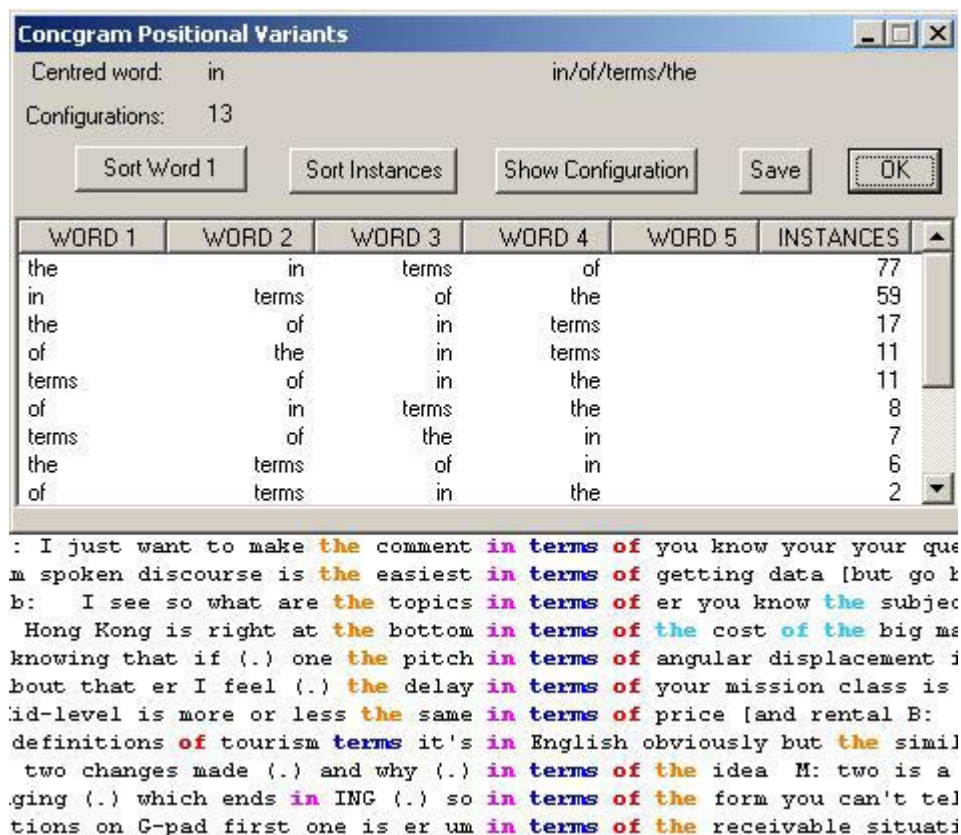 Concgram Positional Variants
Centred word: in in/of/terms/the
Configurations: 13
Sort Word 1 Sort Instances Show Configuration Save OK
WORD 1 WORD 2 WORD 3 WORD 4 WORD 5 INSTANCES
the in terms of 77
in terms of the 59
the of in terms 17
of the in terms 11
terms of in the 11
of in terms the 8
terms of the in 7
the terms of in 6
of terms in the 2
: I just want to make the comment in terms of you know your your que
m spoken discourse is the easiest in terms of getting data [but go b
b: I see so what are the topics in terms of er you know the subjec
Hong Kong is right at the bottom in terms of the cost of the big ma
knowing that if (.) one the pitch in terms of angular displacement i
bout that er I feel (.) the delay in terms of your mission class is
id-level is more or less the same in terms of price [and rental B:
definitions of tourism terms it's in English obviously but the simil
two changes made (.) and why (.) in terms of the idea M: two is a
ging (.) which ends in ING (.) so in terms of the form you can't tel
tions on G-pad first one is er um in terms of the receivable situati